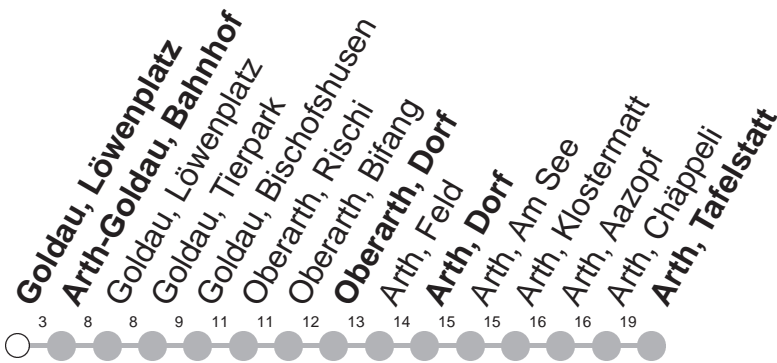 Goldau, Löwenplatz
Arth-Goldau, Bahnhof
Goldau, Löwenplatz
Goldau, Tierpark
Goldau, Bischofshusen
Oberarth, Rischi
Oberarth, Bifang
Oberarth, Dorf
Arth, Feld
Arth, Dorf
Arth, Am See
Arth, Klostermatt
Arth, Aazopf
Arth, Chäppeli
Arth, Tafelstatt
3 8 8 9 11 11 12 13 14 15 15 16 16 19